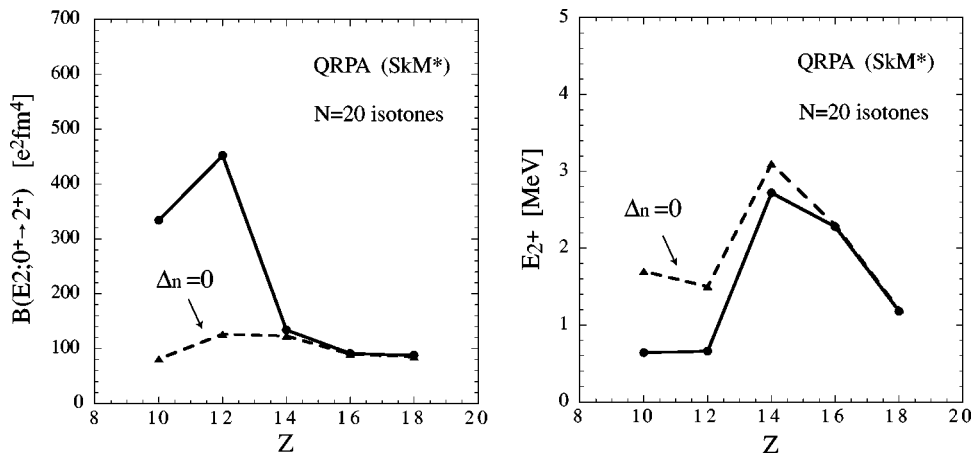 700
600
500
400
300
200
100
0
8 10 12 14 16 18 20
Z
B(E2;0⁺→2⁺) [e²fm⁴]
QRPA (SkM*)
N=20 isotones
Δn=0
5
4
3
2
1
0
8 10 12 14 16 18 20
Z
E₂₊ [MeV]
QRPA (SkM*)
N=20 isotones
Δn=0